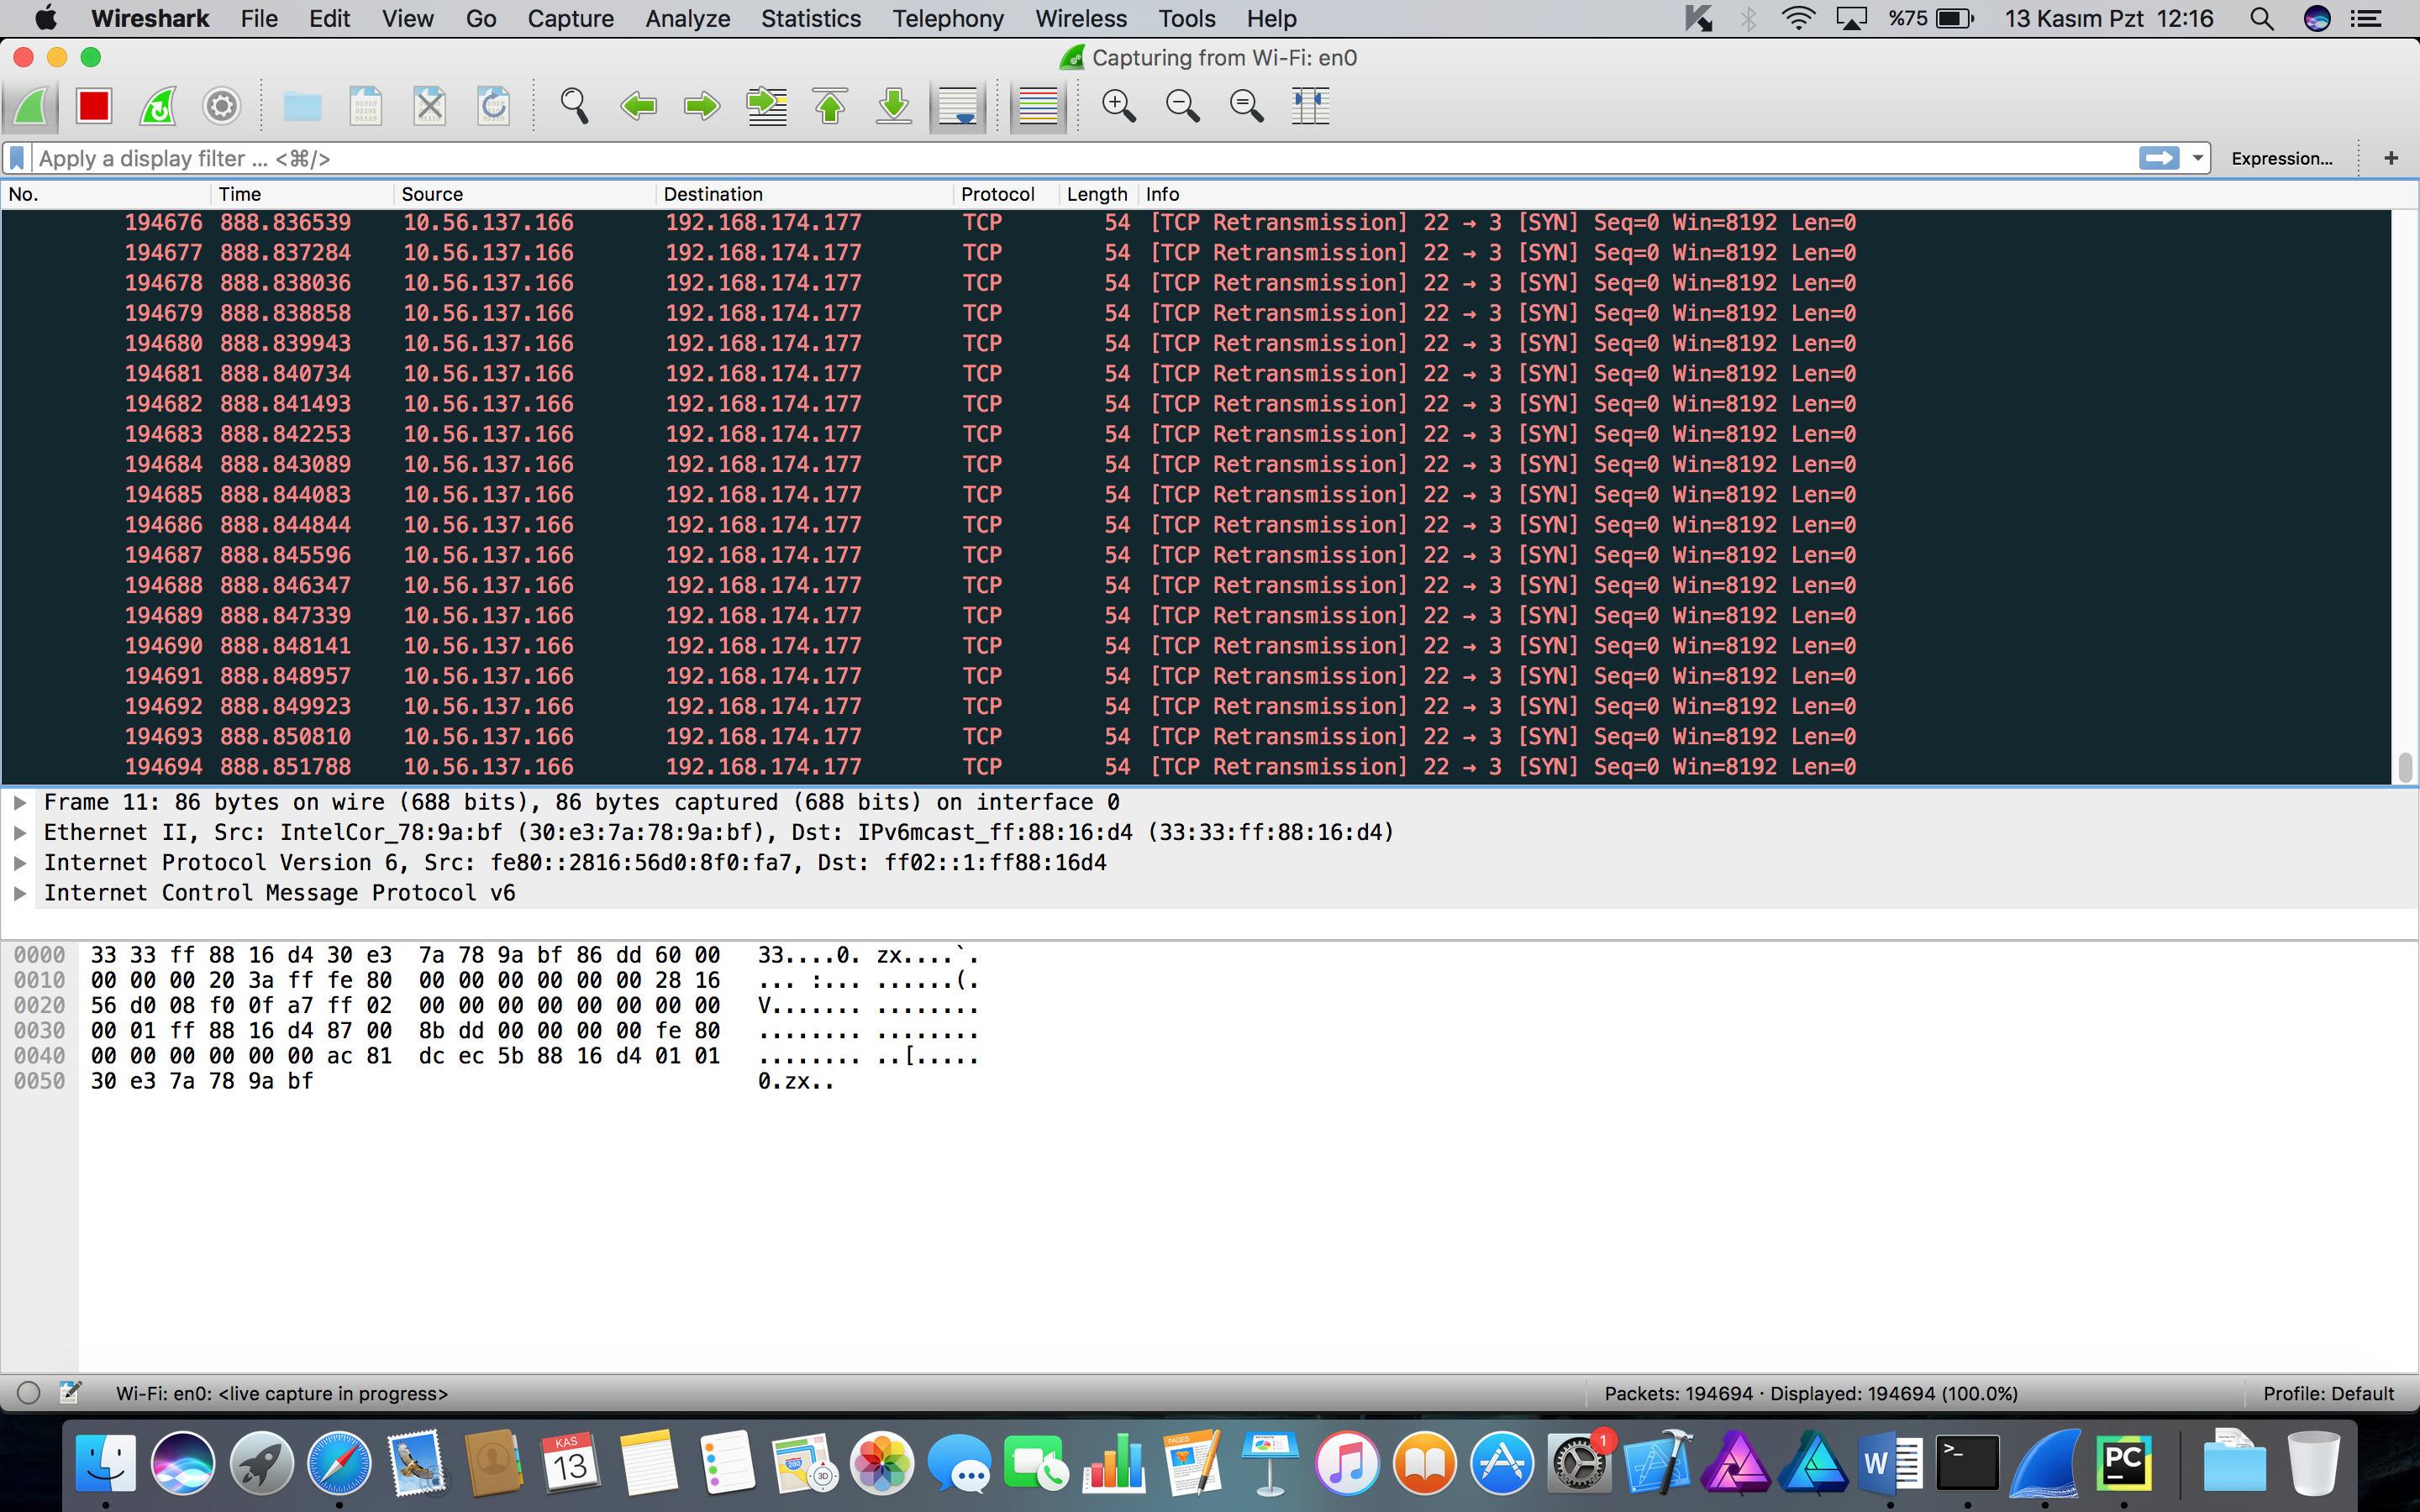 Wireshark File Edit View Go Capture Analyze Statistics Telephony Wireless Tools Help %75 13 Kasım Pzt 12:16
Capturing from Wi-Fi: en0
Apply a display filter ... <⌘/> Expression... +
No. Time Source Destination Protocol Length Info
194676 888.836539 10.56.137.166 192.168.174.177 TCP 54 [TCP Retransmission] 22 → 3 [SYN] Seq=0 Win=8192 Len=0
194677 888.837284 10.56.137.166 192.168.174.177 TCP 54 [TCP Retransmission] 22 → 3 [SYN] Seq=0 Win=8192 Len=0
194678 888.838036 10.56.137.166 192.168.174.177 TCP 54 [TCP Retransmission] 22 → 3 [SYN] Seq=0 Win=8192 Len=0
194679 888.838858 10.56.137.166 192.168.174.177 TCP 54 [TCP Retransmission] 22 → 3 [SYN] Seq=0 Win=8192 Len=0
194680 888.839943 10.56.137.166 192.168.174.177 TCP 54 [TCP Retransmission] 22 → 3 [SYN] Seq=0 Win=8192 Len=0
194681 888.840734 10.56.137.166 192.168.174.177 TCP 54 [TCP Retransmission] 22 → 3 [SYN] Seq=0 Win=8192 Len=0
194682 888.841493 10.56.137.166 192.168.174.177 TCP 54 [TCP Retransmission] 22 → 3 [SYN] Seq=0 Win=8192 Len=0
194683 888.842253 10.56.137.166 192.168.174.177 TCP 54 [TCP Retransmission] 22 → 3 [SYN] Seq=0 Win=8192 Len=0
194684 888.843089 10.56.137.166 192.168.174.177 TCP 54 [TCP Retransmission] 22 → 3 [SYN] Seq=0 Win=8192 Len=0
194685 888.844083 10.56.137.166 192.168.174.177 TCP 54 [TCP Retransmission] 22 → 3 [SYN] Seq=0 Win=8192 Len=0
194686 888.844844 10.56.137.166 192.168.174.177 TCP 54 [TCP Retransmission] 22 → 3 [SYN] Seq=0 Win=8192 Len=0
194687 888.845596 10.56.137.166 192.168.174.177 TCP 54 [TCP Retransmission] 22 → 3 [SYN] Seq=0 Win=8192 Len=0
194688 888.846347 10.56.137.166 192.168.174.177 TCP 54 [TCP Retransmission] 22 → 3 [SYN] Seq=0 Win=8192 Len=0
194689 888.847339 10.56.137.166 192.168.174.177 TCP 54 [TCP Retransmission] 22 → 3 [SYN] Seq=0 Win=8192 Len=0
194690 888.848141 10.56.137.166 192.168.174.177 TCP 54 [TCP Retransmission] 22 → 3 [SYN] Seq=0 Win=8192 Len=0
194691 888.848957 10.56.137.166 192.168.174.177 TCP 54 [TCP Retransmission] 22 → 3 [SYN] Seq=0 Win=8192 Len=0
194692 888.849923 10.56.137.166 192.168.174.177 TCP 54 [TCP Retransmission] 22 → 3 [SYN] Seq=0 Win=8192 Len=0
194693 888.850810 10.56.137.166 192.168.174.177 TCP 54 [TCP Retransmission] 22 → 3 [SYN] Seq=0 Win=8192 Len=0
194694 888.851788 10.56.137.166 192.168.174.177 TCP 54 [TCP Retransmission] 22 → 3 [SYN] Seq=0 Win=8192 Len=0
Frame 11: 86 bytes on wire (688 bits), 86 bytes captured (688 bits) on interface 0
Ethernet II, Src: IntelCor_78:9a:bf (30:e3:7a:78:9a:bf), Dst: IPv6mcast_ff:88:16:d4 (33:33:ff:88:16:d4)
Internet Protocol Version 6, Src: fe80::2816:56d0:8f0:fa7, Dst: ff02::1:ff88:16d4
Internet Control Message Protocol v6
0000 33 33 ff 88 16 d4 30 e3 7a 78 9a bf 86 dd 60 00 33....0. zx....`.
0010 00 00 00 20 3a ff fe 80 00 00 00 00 00 00 28 16 ... :... ......(.
0020 56 d0 08 f0 0f a7 ff 02 00 00 00 00 00 00 00 00 V....... ........
0030 00 01 ff 88 16 d4 87 00 8b dd 00 00 00 00 fe 80 ........ ........
0040 00 00 00 00 00 00 ac 81 dc ec 5b 88 16 d4 01 01 ........ ..[.....
0050 30 e3 7a 78 9a bf 0.zx..
Wi-Fi: en0: <live capture in progress> Packets: 194694 · Displayed: 194694 (100.0%) Profile: Default
KAS
13
280
3D
PAGES
1
W
>_
PC